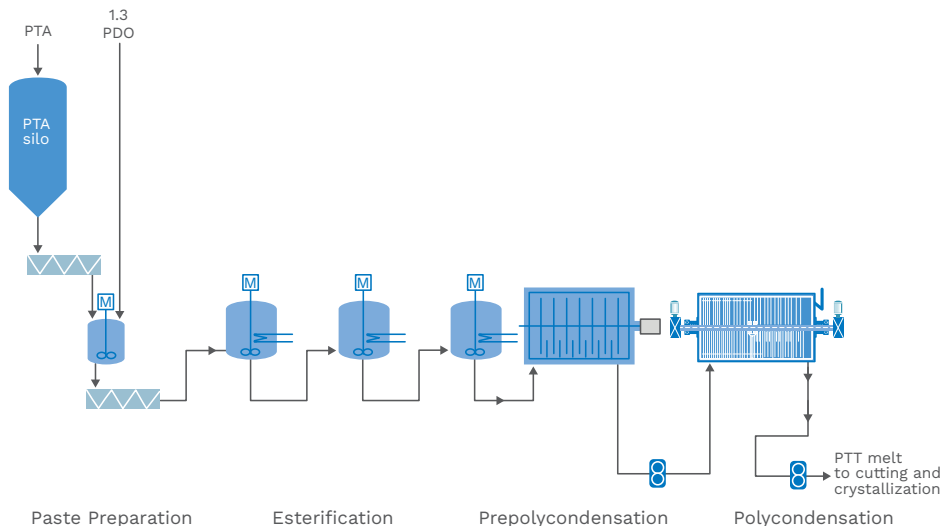 1.3
PTA
PDO
PTA
silo
M
M
M
M
PTT melt
to cutting and
crystallization
Paste Preparation
Esterification
Prepolycondensation
Polycondensation